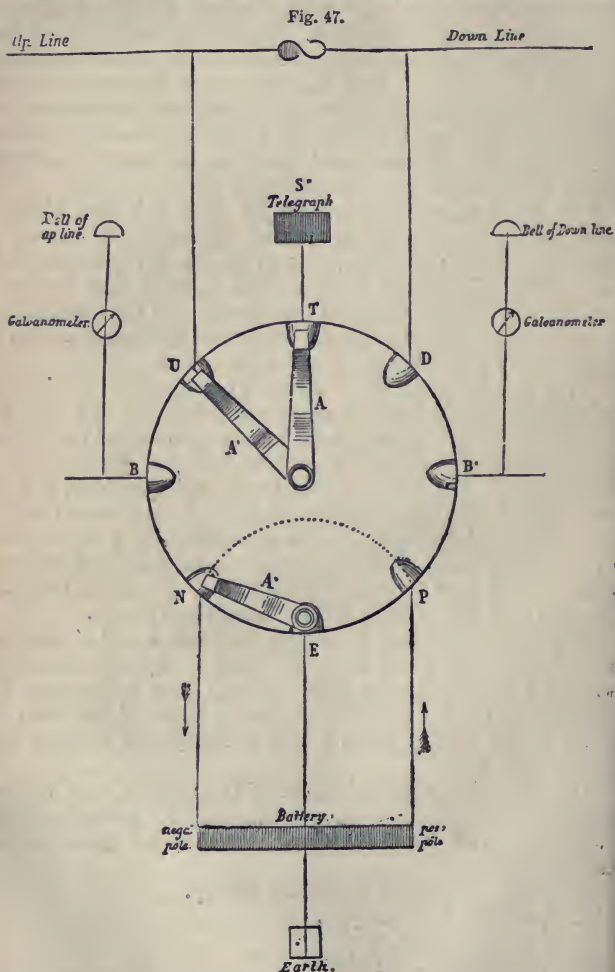 Fig. 47.
Up Line
Down Line
S"
Telegraph
Bell of
up line.
Bell of Down line
Galvanometer.
Galvanometer
T
U
D
A
A'
B
B"
N
A"
P
E
Battery.
nega:
pole.
pos:
pole
Earth.